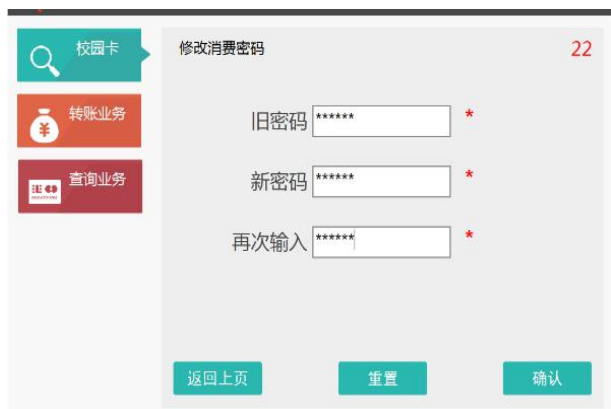 校园卡
修改消费密码
22
转账业务
旧密码 ****** *
查询业务
新密码 ****** *
再次输入 ****** *
返回上页
重置
确认